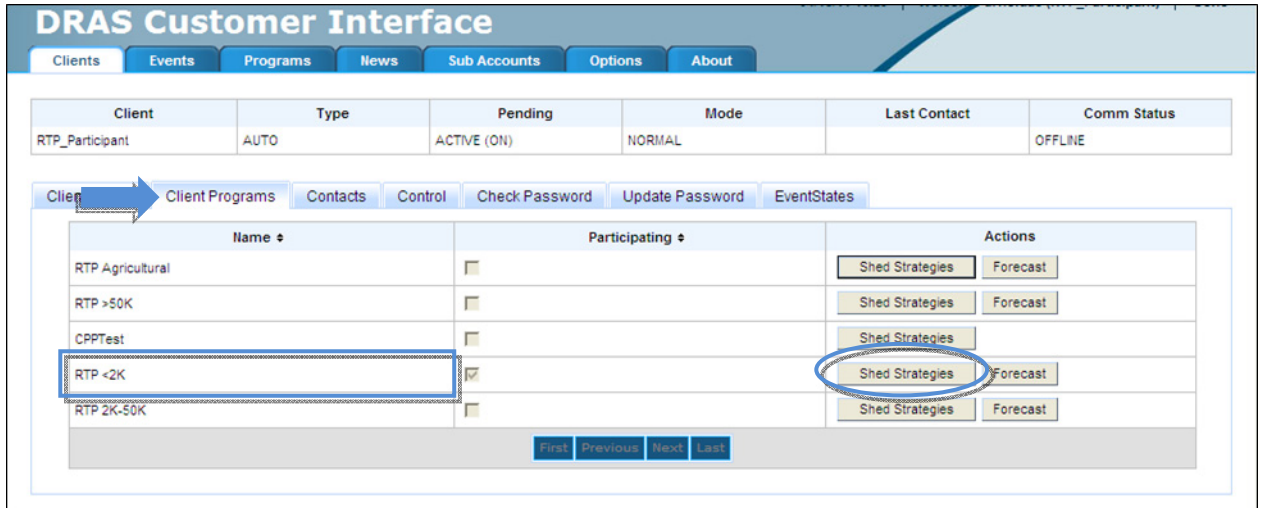 DRAS Customer Interface
Clients Events Programs News Sub Accounts Options About
Client Type Pending Mode Last Contact Comm Status
RTP_Participant AUTO ACTIVE (ON) NORMAL OFFLINE
Client Programs Contacts Control Check Password Update Password EventStates
Name Participating Actions
RTP Agricultural Shed Strategies Forecast
RTP >50K Shed Strategies Forecast
CPPTest Shed Strategies
RTP <2K Shed Strategies Forecast
RTP 2K-50K Shed Strategies Forecast
First Previous Next Last